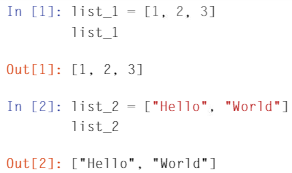 In [1]: list_1 = [1, 2, 3]
list_1
Out[1]: [1, 2, 3]
In [2]: list_2 = ["Hello", "World"]
list_2
Out[2]: ["Hello", "World"]